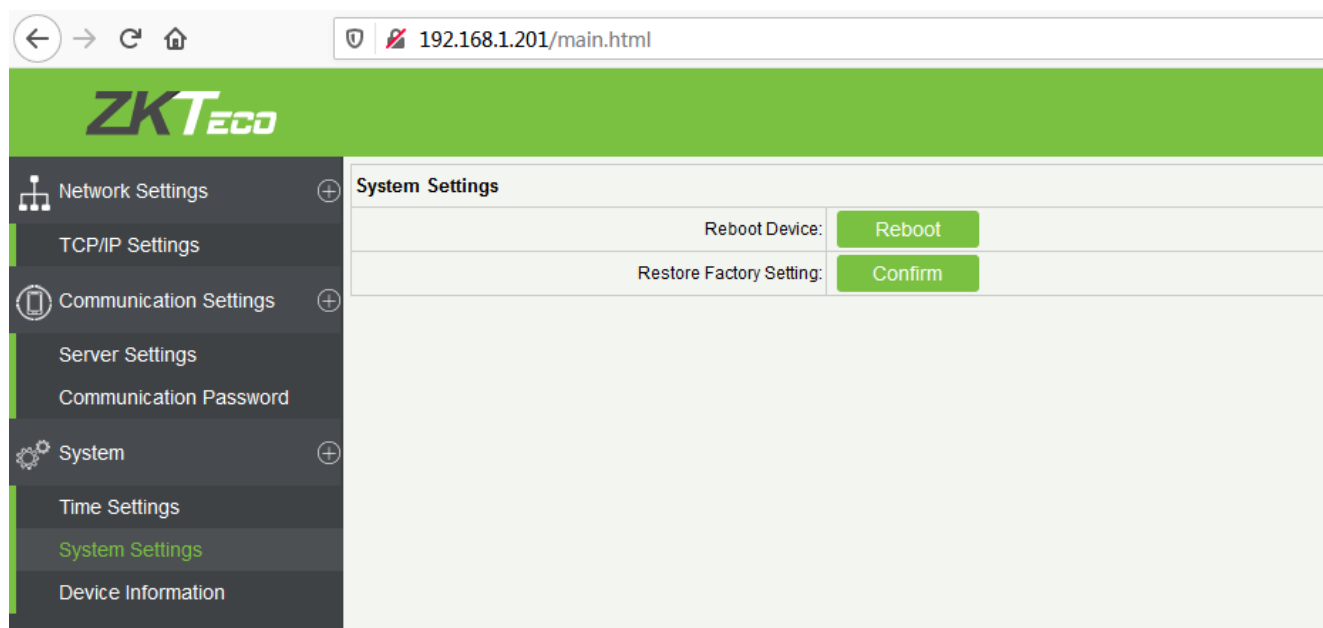 192.168.1.201/main.html
ZKTECO
Network Settings
TCP/IP Settings
Communication Settings
Server Settings
Communication Password
System
Time Settings
System Settings
Device Information
System Settings
Reboot Device: Reboot
Restore Factory Setting: Confirm